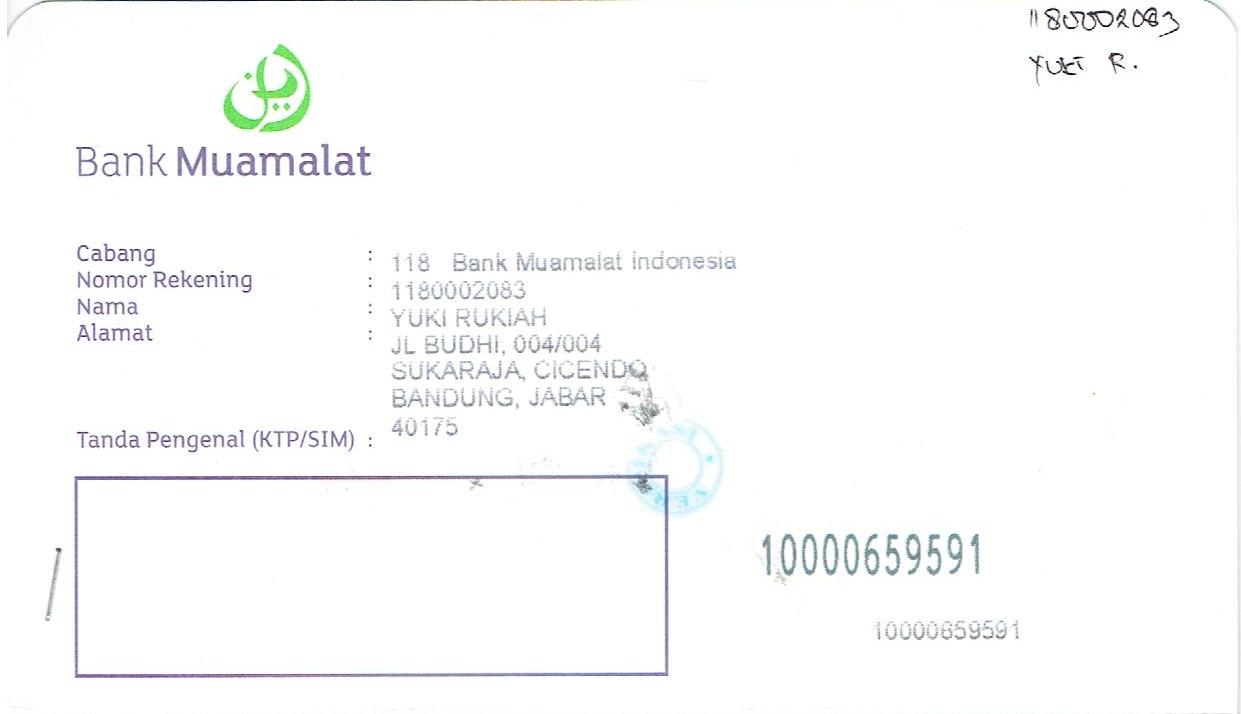 1180002083
YUKI R.
Bank Muamalat
Cabang : 118 Bank Muamalat Indonesia
Nomor Rekening : 1180002083
Nama : YUKI RUKIAH
Alamat : JL BUDHI, 004/004
SUKARAJA, CICENDO
BANDUNG, JABAR
40175
Tanda Pengenal (KTP/SIM) :
10000659591
10000659591